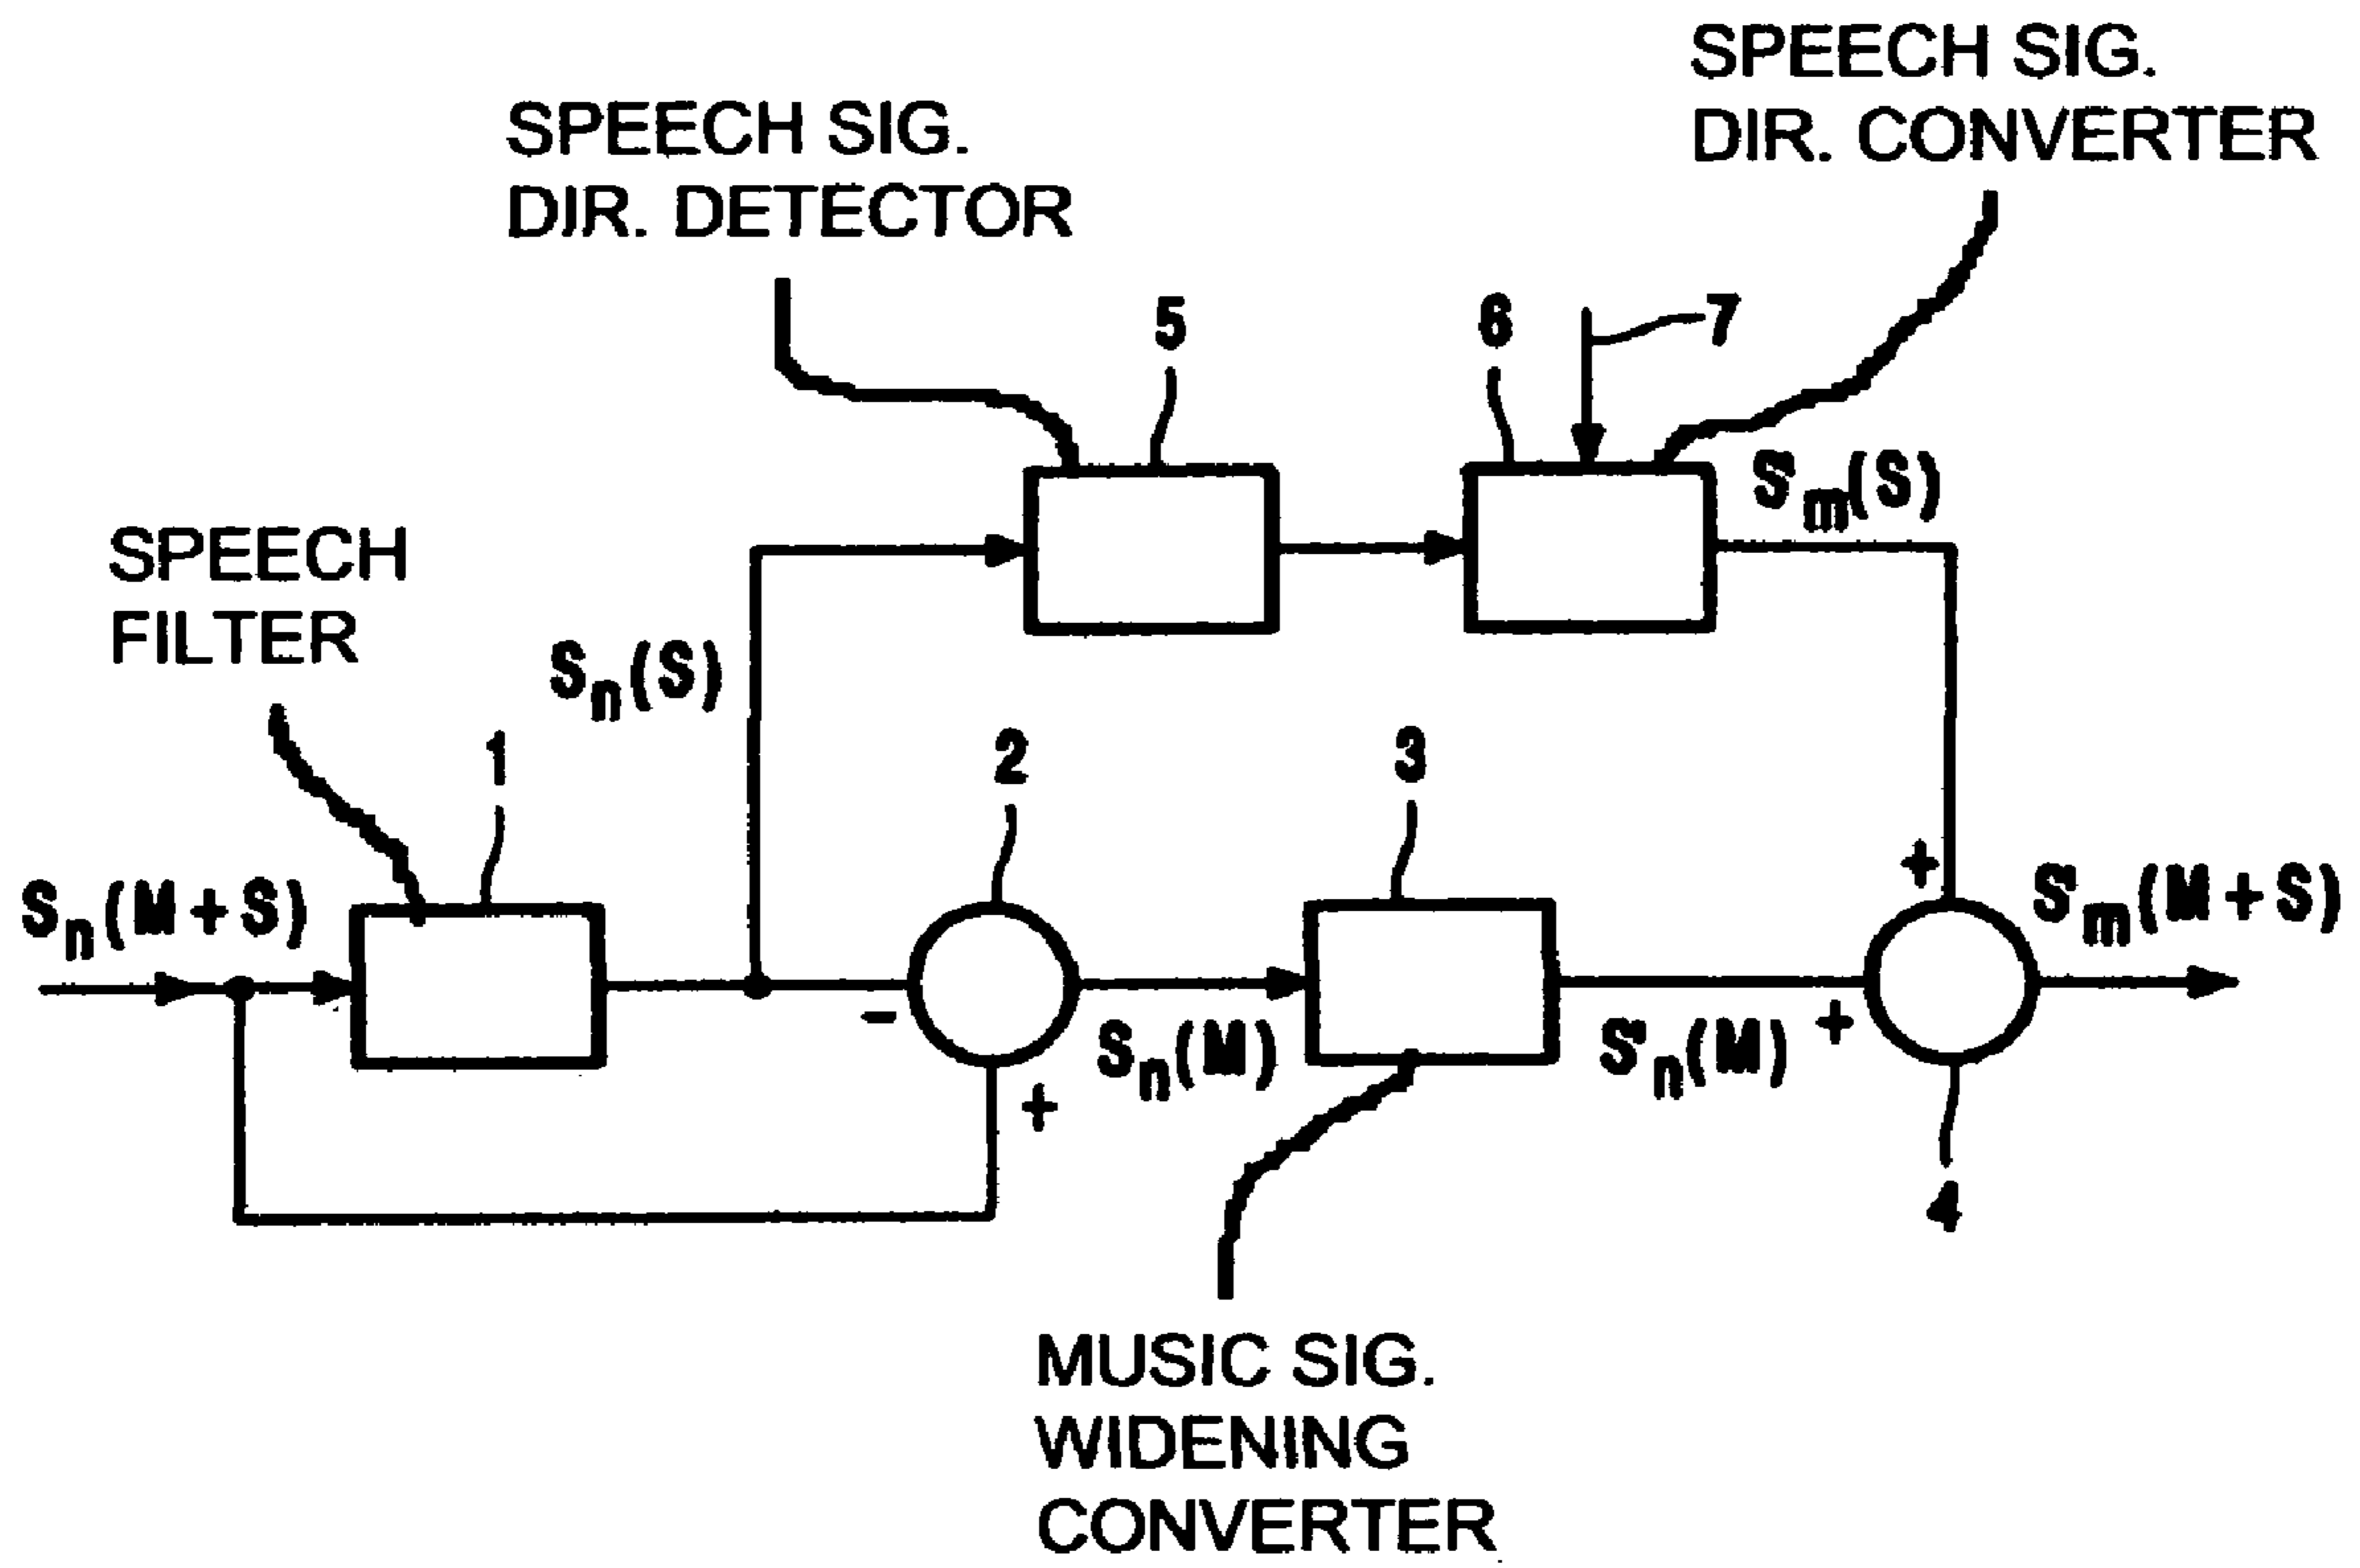 SPEECH SIG.
DIR. CONVERTER
SPEECH SIG.
DIR. DETECTOR
5
6
7
S'm(S)
SPEECH
FILTER
Sn(S)
1
2
3
Sn(M+S)
+
S'm(M+S)
-
+
Sn(M)
S'n(M)
+
4
MUSIC SIG.
WIDENING
CONVERTER